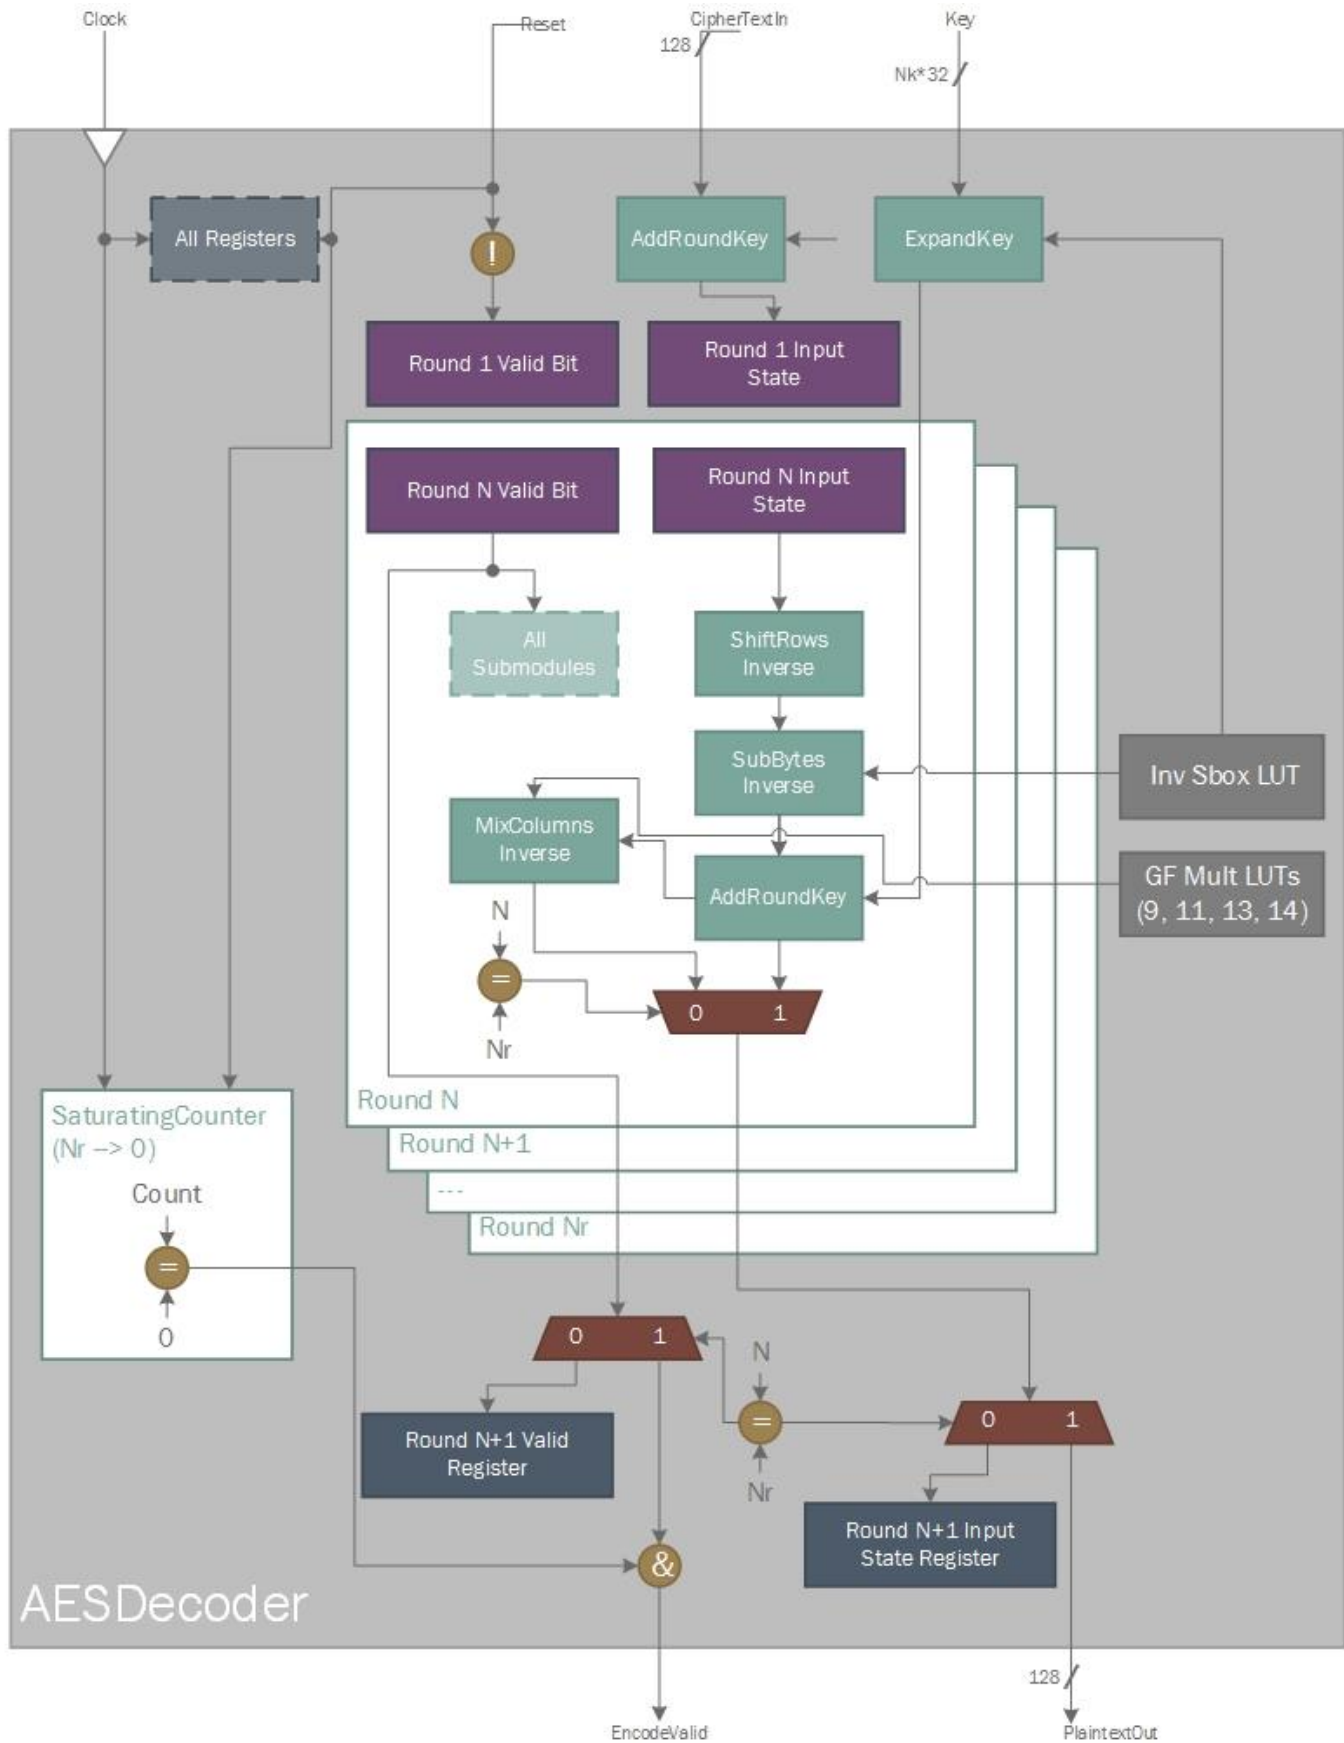 Clock
Reset
CipherTextIn
Key
128
Nk*32
All Registers
!
AddRoundKey
ExpandKey
Round 1 Valid Bit
Round 1 Input
State
Round N Valid Bit
Round N Input
State
All
Submodules
ShiftRows
Inverse
SubBytes
Inverse
Inv Sbox LUT
MixColumns
Inverse
AddRoundKey
GF Mult LUTs
(9, 11, 13, 14)
N
=
Nr
0 1
Round N
Round N+1
---
Round Nr
SaturatingCounter
(Nr --> 0)
Count
=
0
0 1
N
=
Nr
0 1
Round N+1 Valid
Register
Round N+1 Input
State Register
&
AESDecoder
128
EncodeValid
PlaintextOut